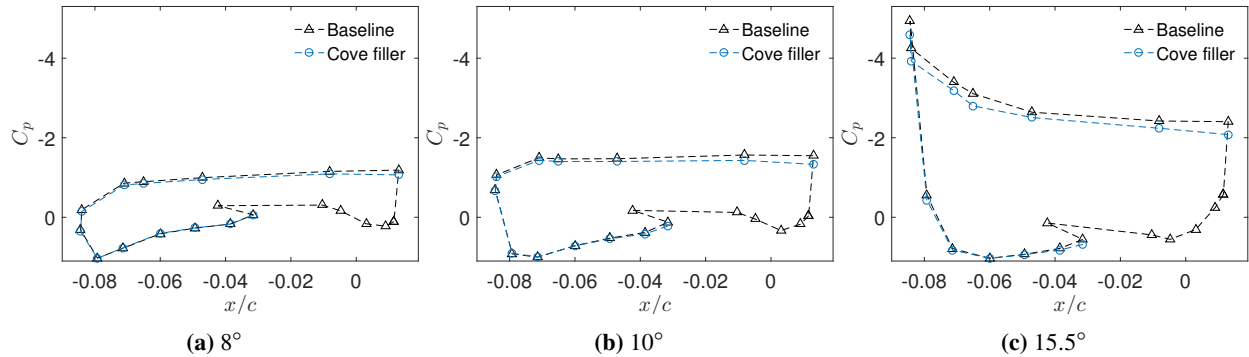 Baseline
Cove filler
-4
-2
0
C_p
-0.08 -0.06 -0.04 -0.02 0
x/c
(a) 8°
Baseline
Cove filler
-4
-2
0
C_p
-0.08 -0.06 -0.04 -0.02 0
x/c
(b) 10°
Baseline
Cove filler
-4
-2
0
C_p
-0.08 -0.06 -0.04 -0.02 0
x/c
(c) 15.5°